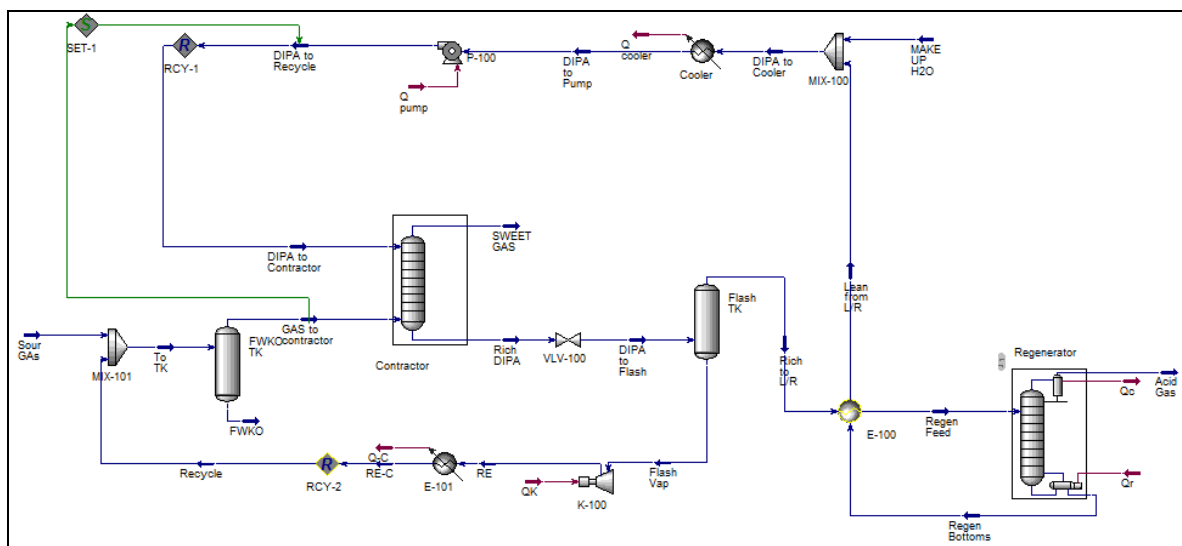 S
SET-1
R
RCY-1
DIPA to
Recycle
P-100
Q
pump
DIPA
to
Pump
Q
cooler
Cooler
DIPA to
Cooler
MIX-100
MAKE
UP
H2O
SWEET
GAS
DIPA to
Contractor
Sour
GAs
MIX-101
To
TK
GAS to
contractor
FWKO
TK
FWKO
Contractor
Rich
DIPA
VLV-100
DIPA
to
Flash
Flash
TK
Rich
to
L/R
Lean
from
L/R
Regenerator
E-100
Regen
Feed
Qc
Acid
Gas
Qr
Regen
Bottoms
Recycle
R
RCY-2
Q-C
RE-C
E-101
RE
QK
K-100
Flash
Vap